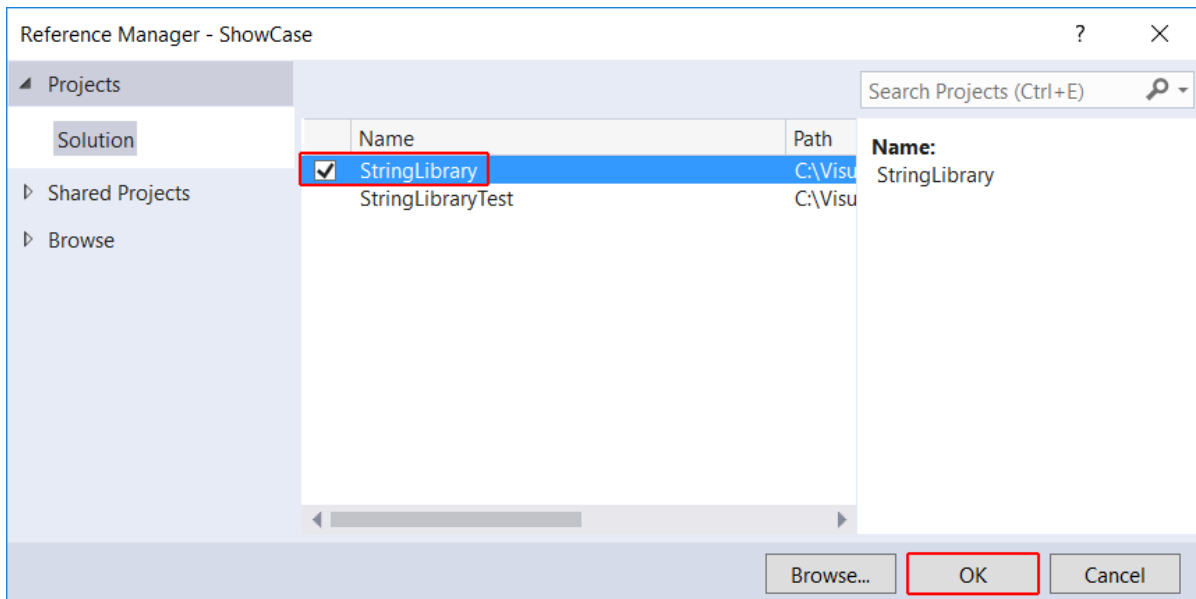 Reference Manager - ShowCase
?
Projects
Search Projects (Ctrl+E)
Solution
Name
Path
Name:
StringLibrary
C:\Visu
StringLibrary
StringLibraryTest
C:\Visu
Shared Projects
Browse
Browse...
OK
Cancel